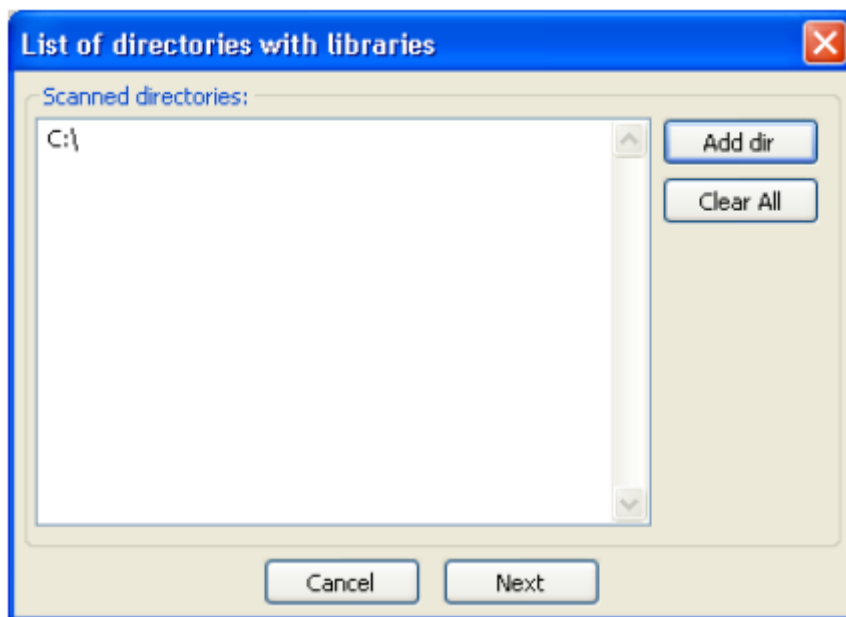 List of directories with libraries
Scanned directories:
C:\
Add dir
Clear All
Cancel
Next